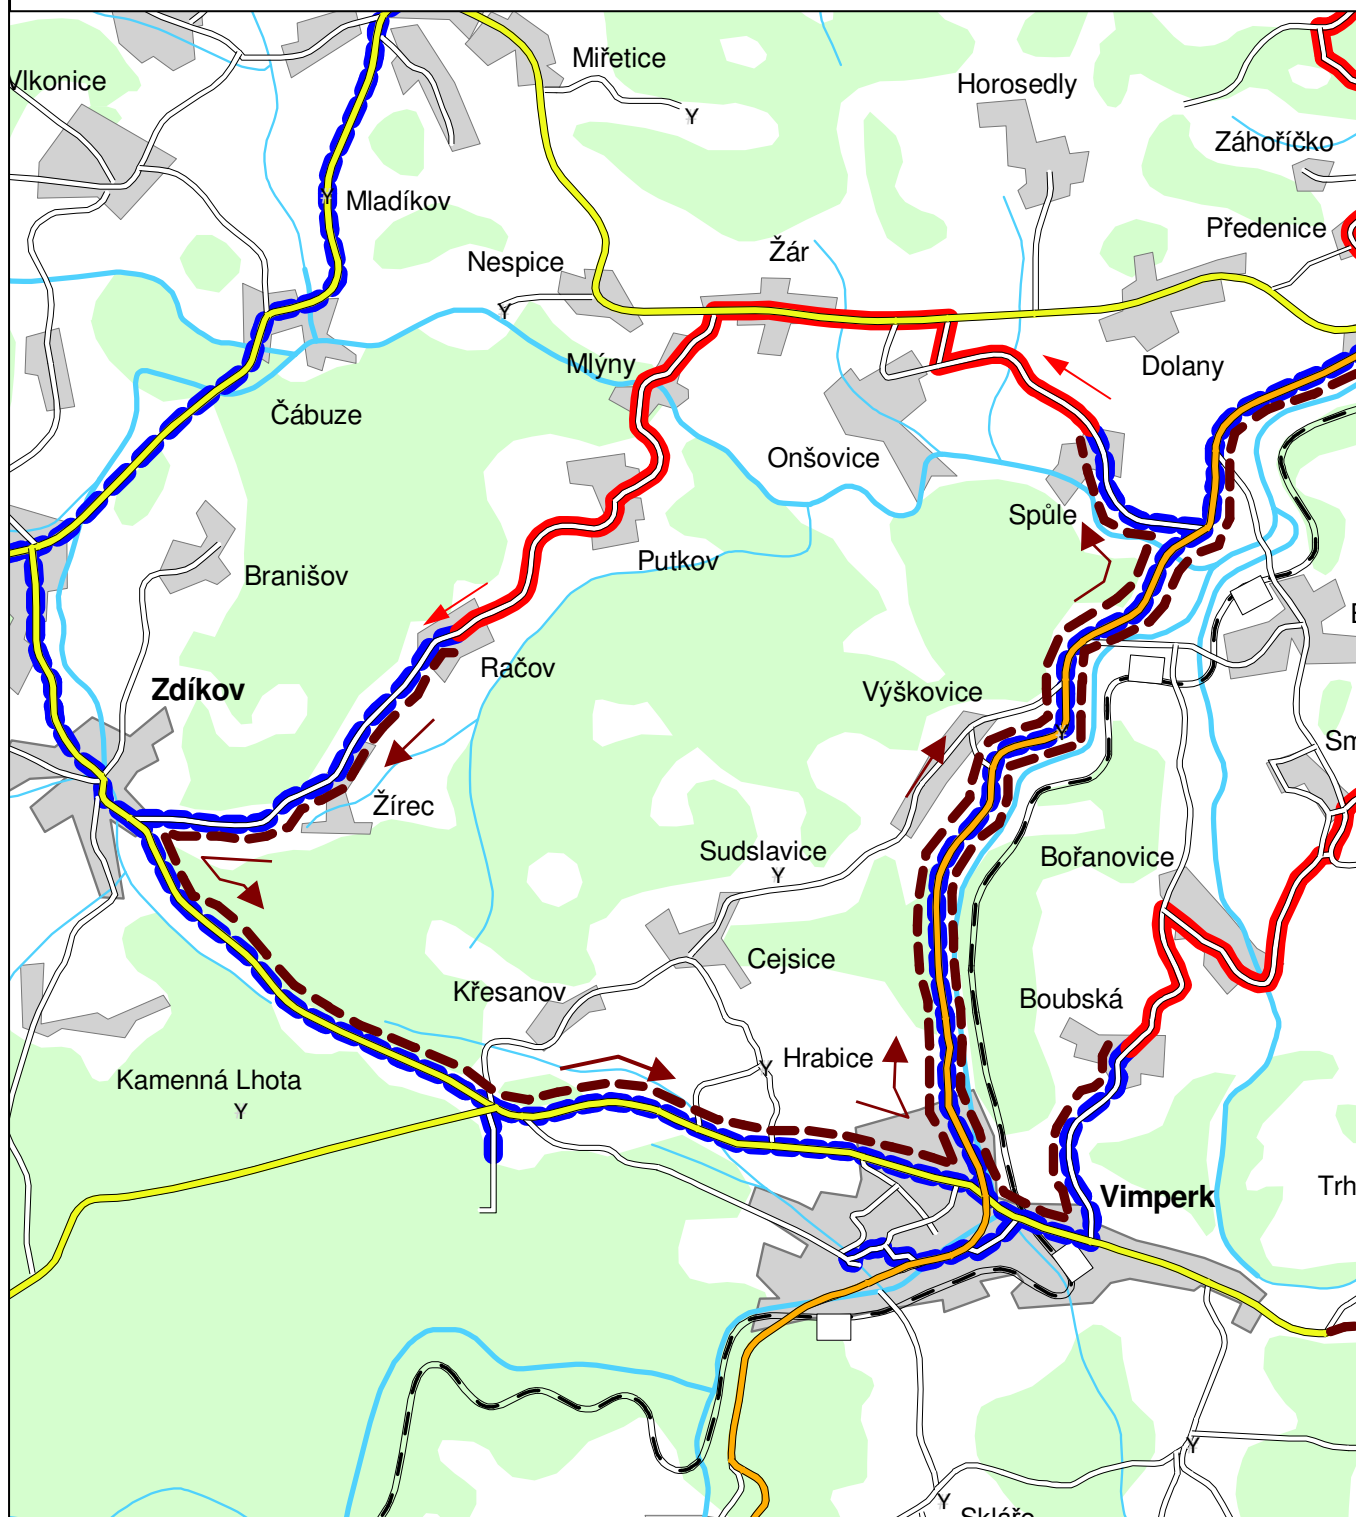 Miřetice
Vlkonice
Horosedly
Záhoříčko
Y
Y
Mladíkov
Předenice
Žár
Nespice
Y
Mlýny
Dolany
Čábuze
Onšovice
Spůle
Putkov
Branišov
Račov
Zdíkov
Výškovice
Y
Žírec
Sudslavice
Y
Bořanovice
Cejsice
Křesanov
Boubská
Hrabice
Y
Kamenná Lhota
Y
Vimperk
Y
Y